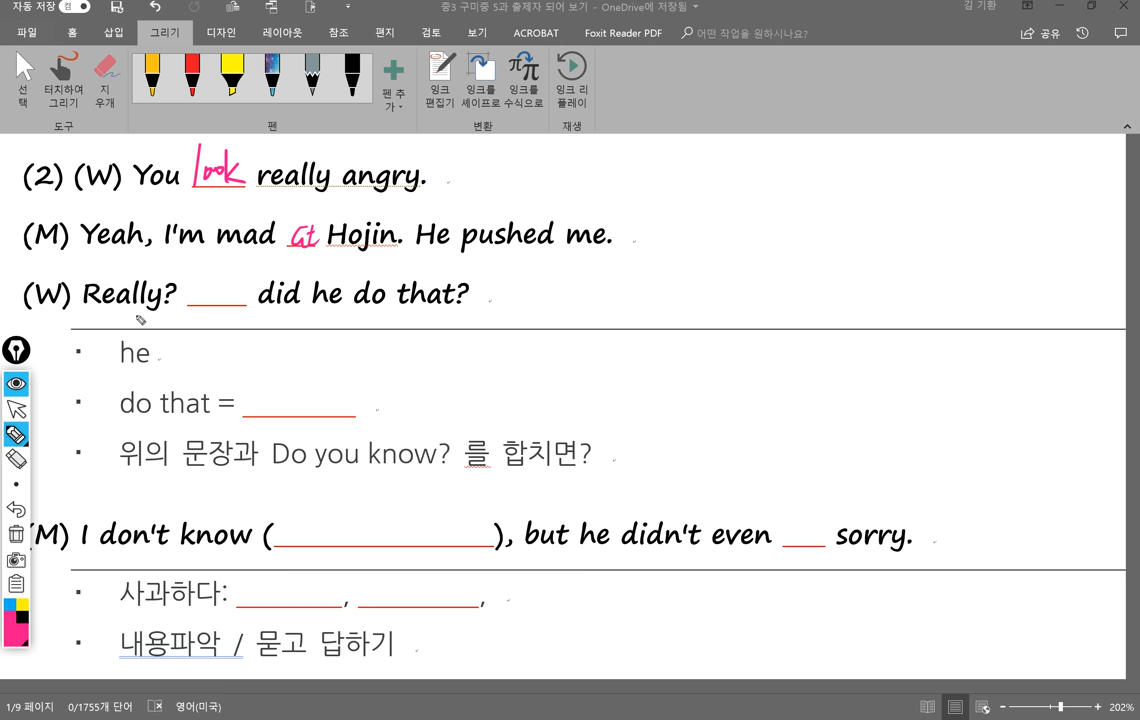 자동 저장 켬 중3 구미중 5과 출제자 되어 보기 - OneDrive에 저장됨 김 기환
파일 홈 삽입 그리기 디자인 레이아웃 참조 편지 검토 보기 ACROBAT Foxit Reader PDF 어떤 작업을 원하시나요? 공유
선택 터치하여 그리기 지우개 펜 추가 잉크 편집기 잉크를 셰이프로 잉크를 수식으로 잉크 리플레이
도구 펜 변환 재생
(2) (W) You look really angry.
(M) Yeah, I'm mad at Hojin. He pushed me.
(W) Really? ____ did he do that?
▪ he
▪ do that = ________
▪ 위의 문장과 Do you know? 를 합치면?
(M) I don't know (________________), but he didn't even ___ sorry.
▪ 사과하다: _______, ________,
▪ 내용파악 / 묻고 답하기
1/9 페이지 0/1755개 단어 영어(미국) 202%